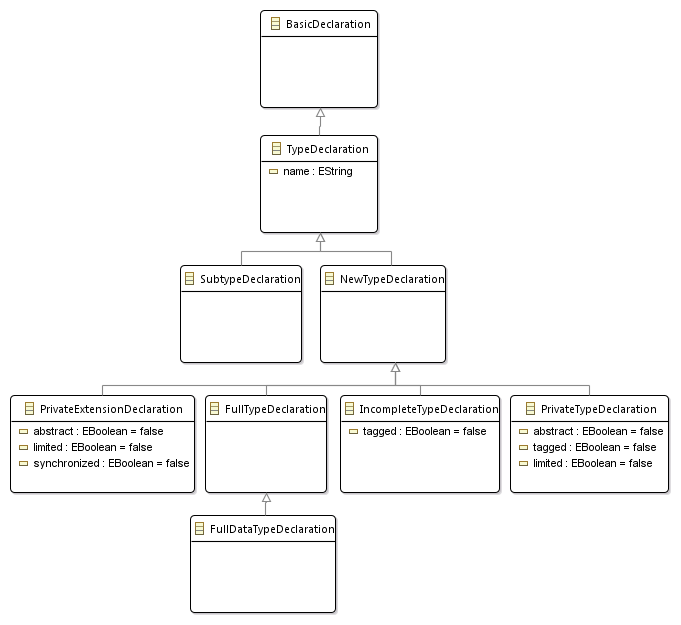 BasicDeclaration
TypeDeclaration
name : EString
SubtypeDeclaration
NewTypeDeclaration
PrivateExtensionDeclaration
abstract : EBoolean = false
limited : EBoolean = false
synchronized : EBoolean = false
FullTypeDeclaration
IncompleteTypeDeclaration
tagged : EBoolean = false
PrivateTypeDeclaration
abstract : EBoolean = false
tagged : EBoolean = false
limited : EBoolean = false
FullDataTypeDeclaration